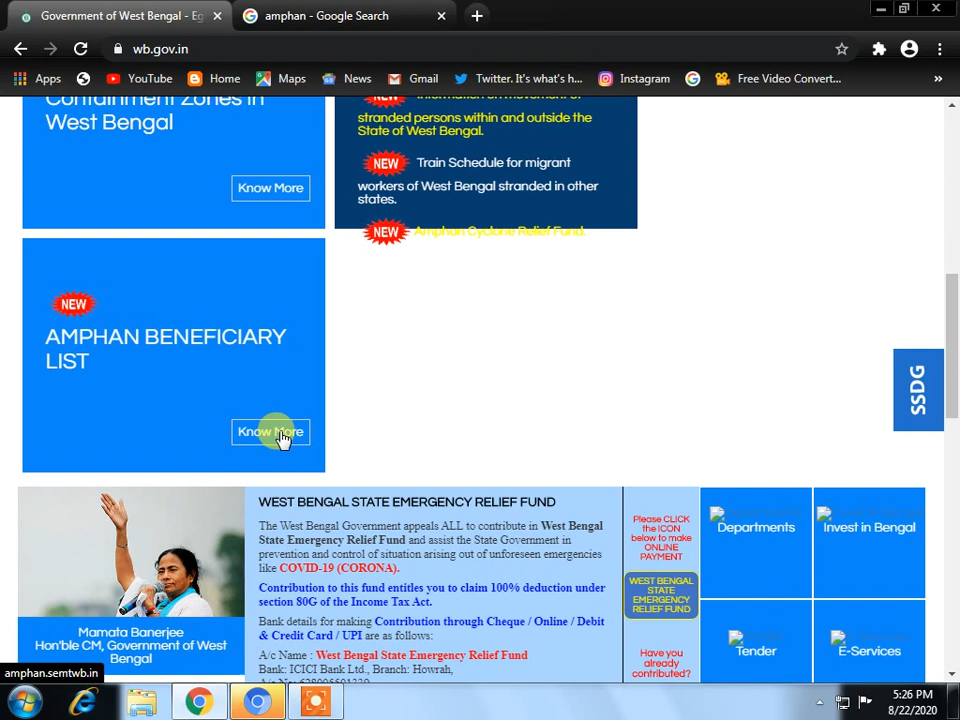 Government of West Bengal - Eg
amphan - Google Search
wb.gov.in
Apps
YouTube
Home
Maps
News
Gmail
Twitter. It's what's h...
Instagram
Free Video Convert...
»
Containment Zones in
West Bengal
Know More
NEW Information on movement of
stranded persons within and outside the
State of West Bengal.
NEW Train Schedule for migrant
workers of West Bengal stranded in other
states.
NEW Amphan Cyclone Relief Fund.
NEW
AMPHAN BENEFICIARY
LIST
Know More
SSDG
Mamata Banerjee
Hon'ble CM, Government of West
Bengal
WEST BENGAL STATE EMERGENCY RELIEF FUND
The West Bengal Government appeals ALL to contribute in West Bengal
State Emergency Relief Fund and assist the State Government in
prevention and control of situation arising out of unforeseen emergencies
like COVID-19 (CORONA).
Contribution to this fund entitles you to claim 100% deduction under
section 80G of the Income Tax Act.
Bank details for making Contribution through Cheque / Online / Debit
& Credit Card / UPI are as follows:
A/c Name : West Bengal State Emergency Relief Fund
Bank: ICICI Bank Ltd., Branch: Howrah,
Please CLICK
the ICON
below to make
ONLINE
PAYMENT
WEST BENGAL
STATE
EMERGENCY
RELIEF FUND
Have you
already
contributed?
Departments
Invest in Bengal
Tender
E-Services
amphan.semtwb.in
5:26 PM
8/22/2020